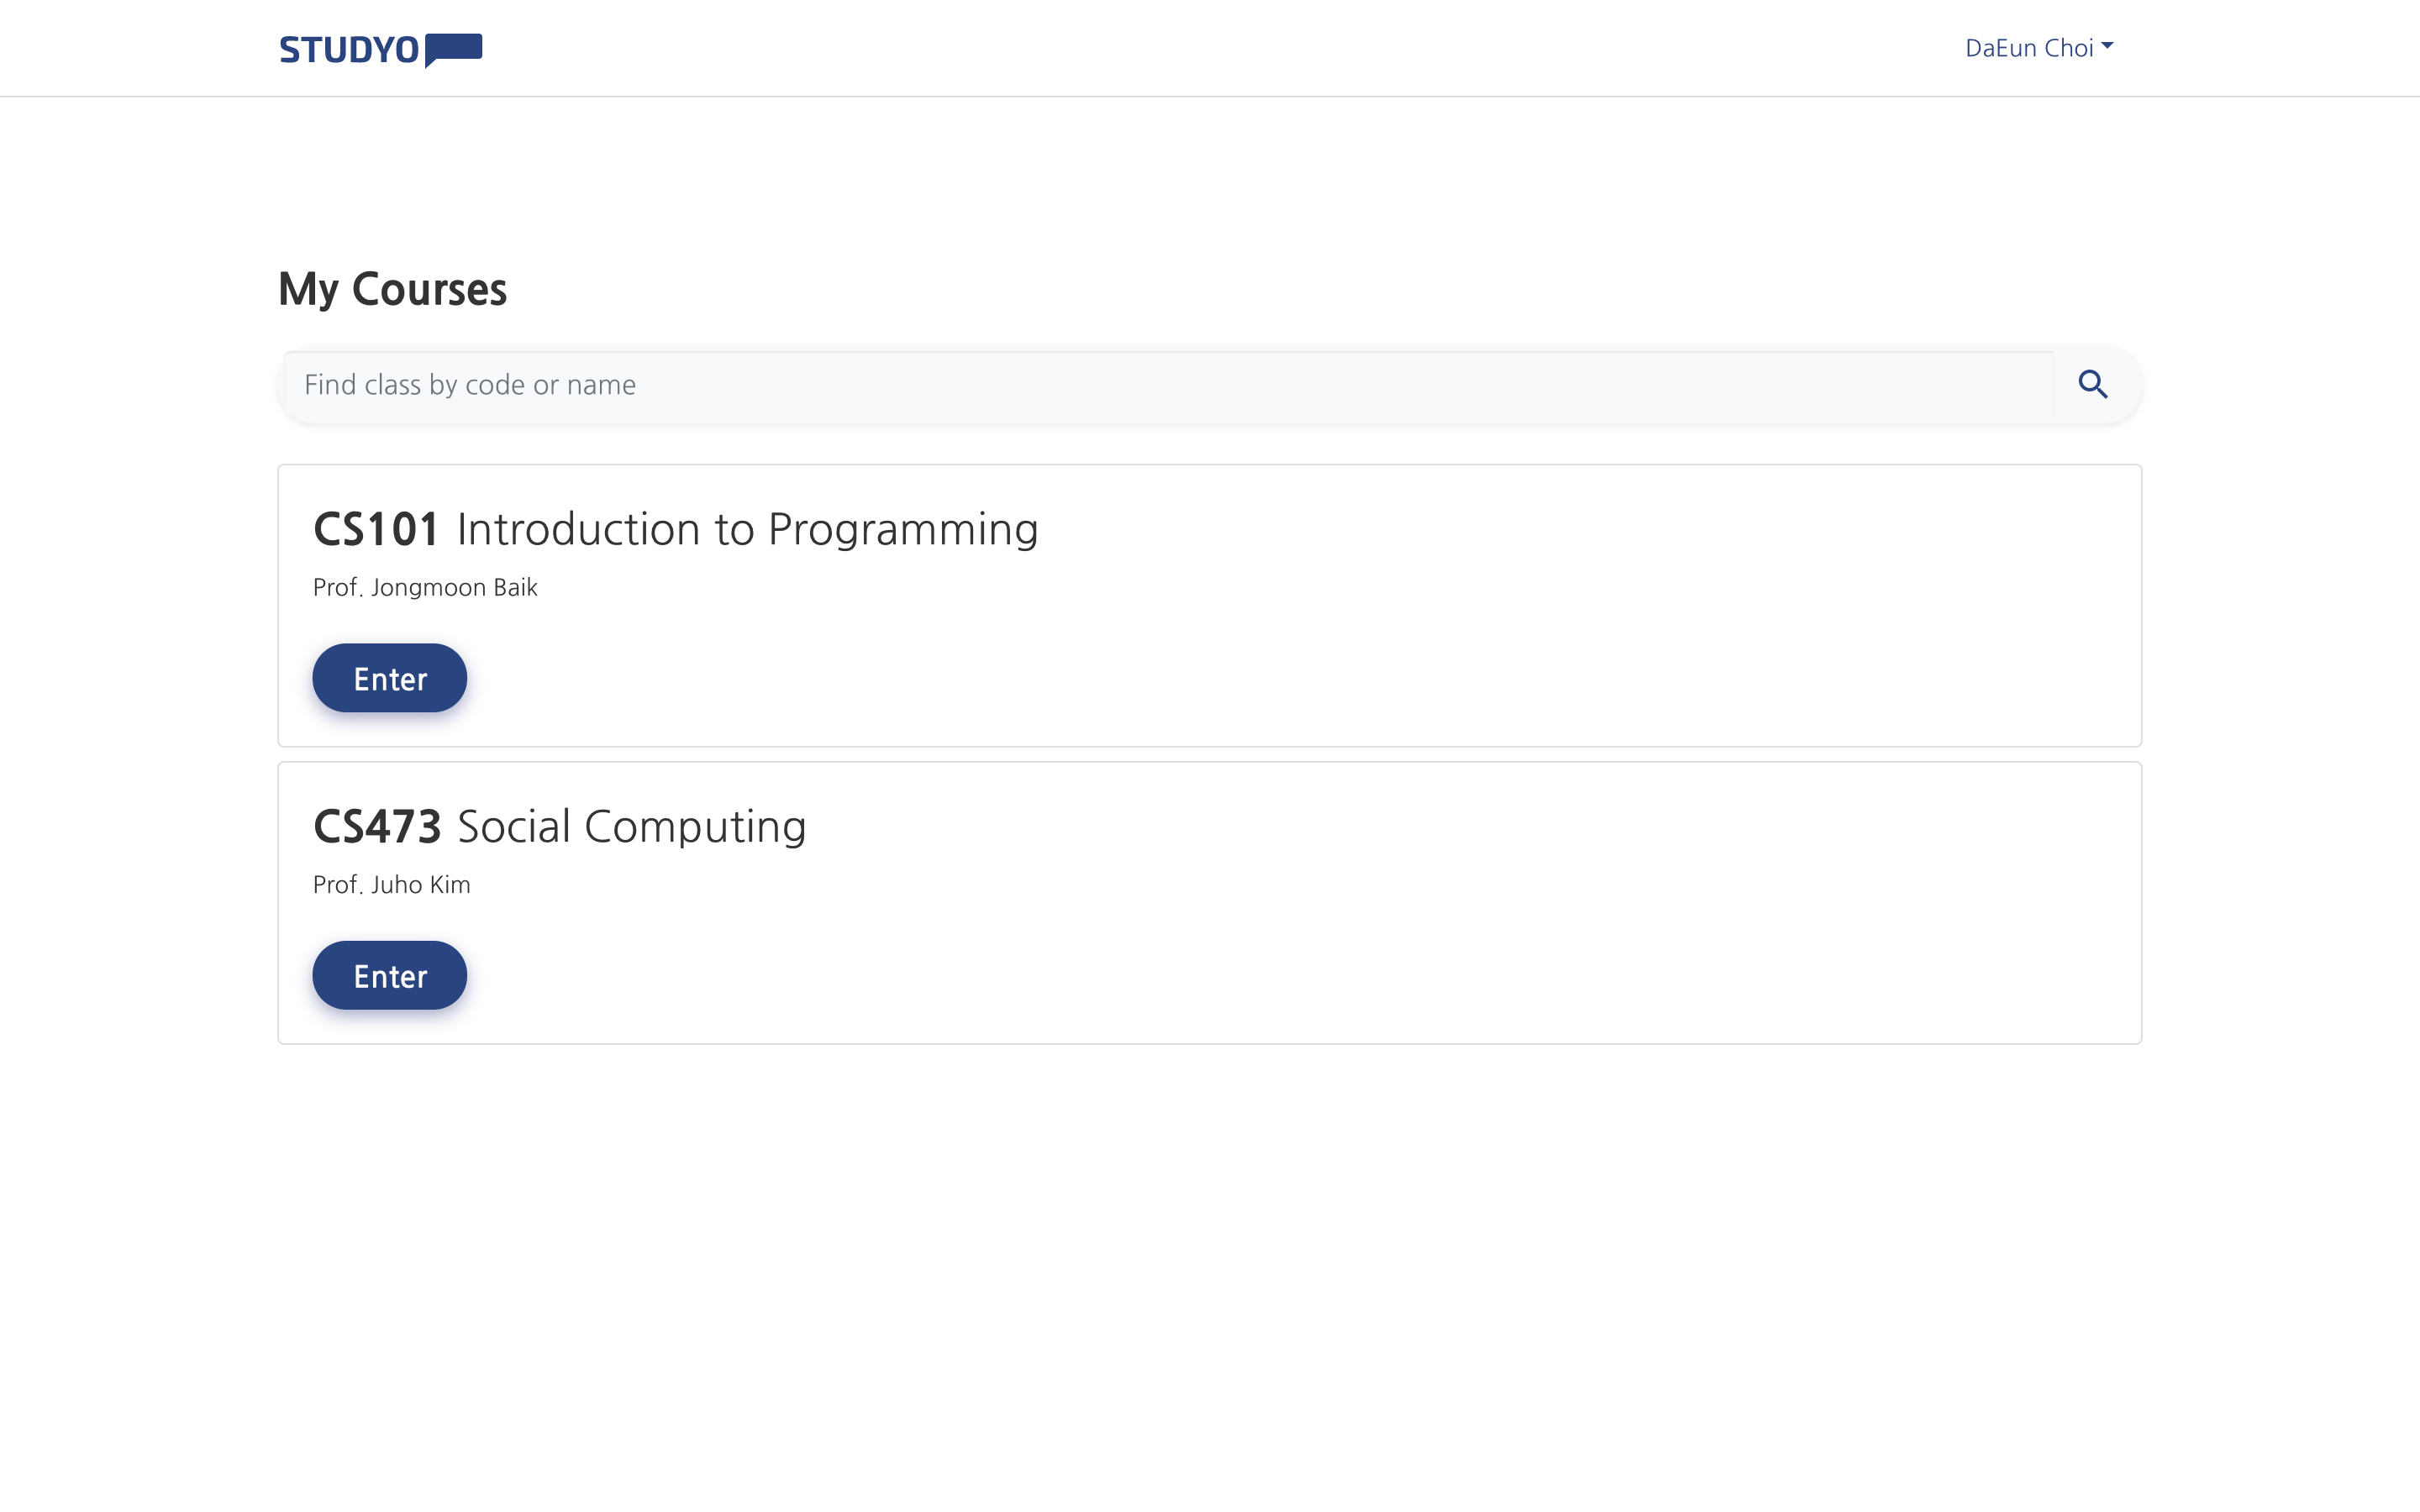 STUDYO
DaEun Choi
My Courses
Find class by code or name
CS101 Introduction to Programming
Prof. Jongmoon Baik
Enter
CS473 Social Computing
Prof. Juho Kim
Enter